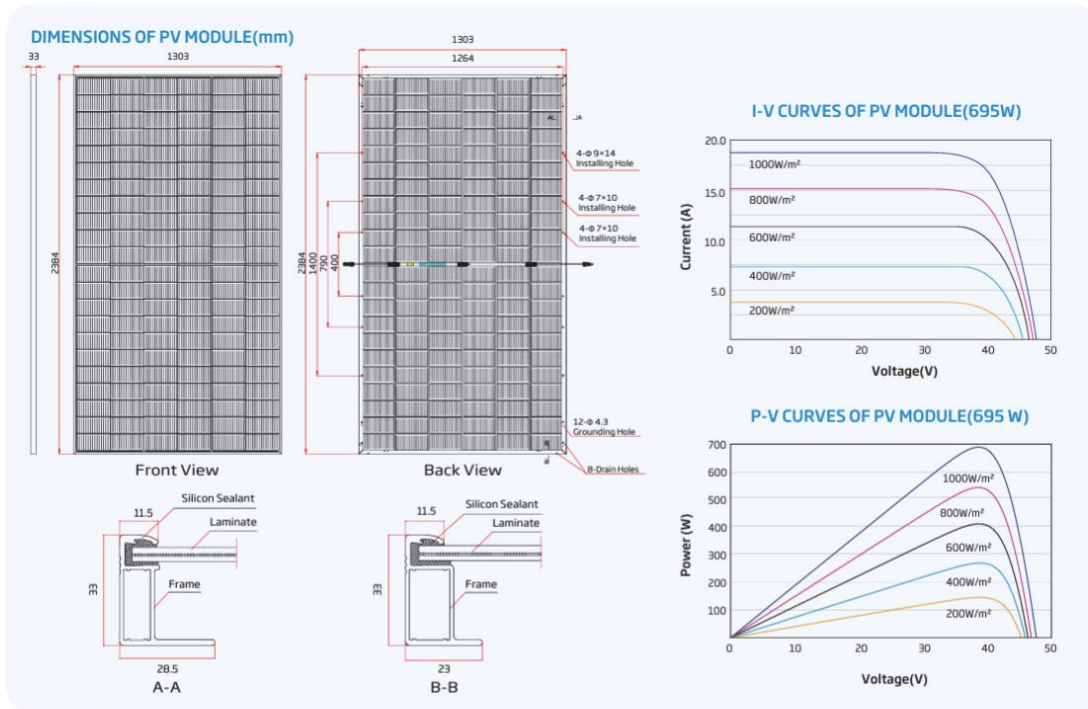 DIMENSIONS OF PV MODULE(mm)
33
1303
2384
Front View
1303
1264
2384
1400
790
400
4-Φ 9×14
Installing Hole
4-Φ 7×10
Installing Hole
4-Φ 7×10
Installing Hole
12-Φ 4.3
Grounding Hole
B-Drain Holes
Back View
11.5
Silicon Sealant
Laminate
Frame
33
28.5
A-A
11.5
Silicon Sealant
Laminate
Frame
33
23
B-B
I-V CURVES OF PV MODULE(695W)
Current (A)
20.0
15.0
10.0
5.0
1000W/m²
800W/m²
600W/m²
400W/m²
200W/m²
0 10 20 30 40 50
Voltage(V)
P-V CURVES OF PV MODULE(695 W)
Power (W)
700
600
500
400
300
200
100
1000W/m²
800W/m²
600W/m²
400W/m²
200W/m²
0 10 20 30 40 50
Voltage(V)